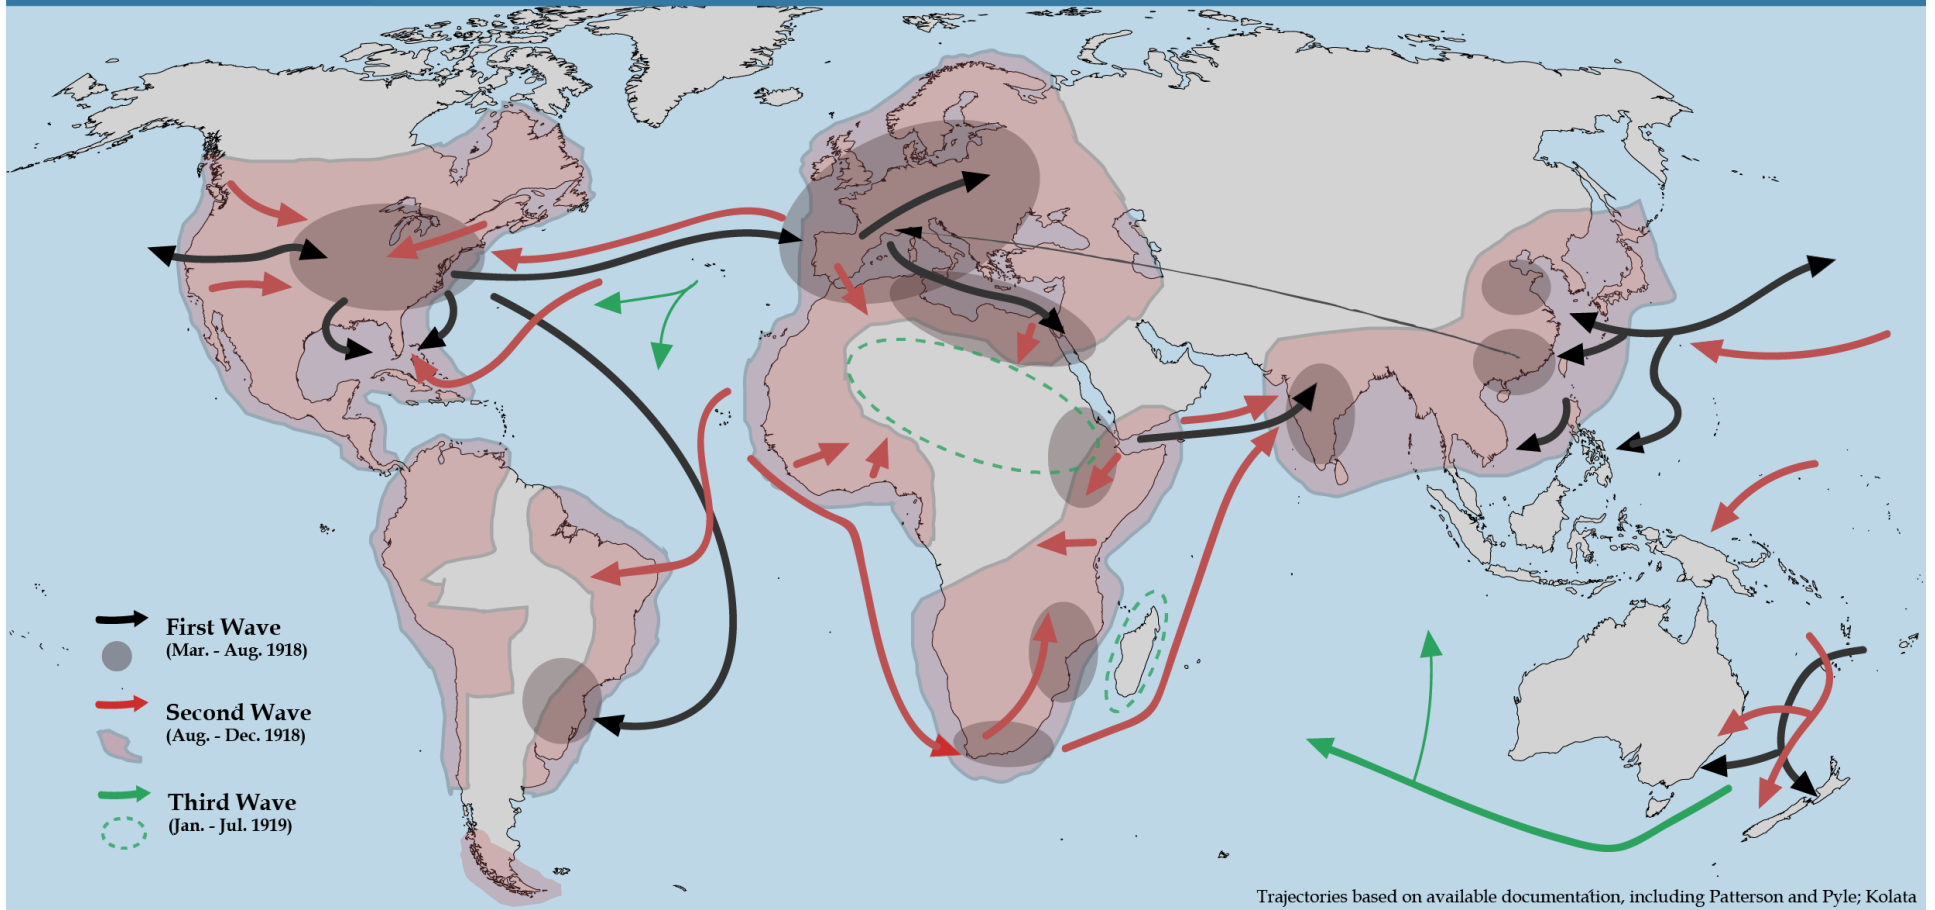 First Wave
(Mar. - Aug. 1918)
Second Wave
(Aug. - Dec. 1918)
Third Wave
(Jan. - Jul. 1919)
Trajectories based on available documentation, including Patterson and Pyle; Kolata